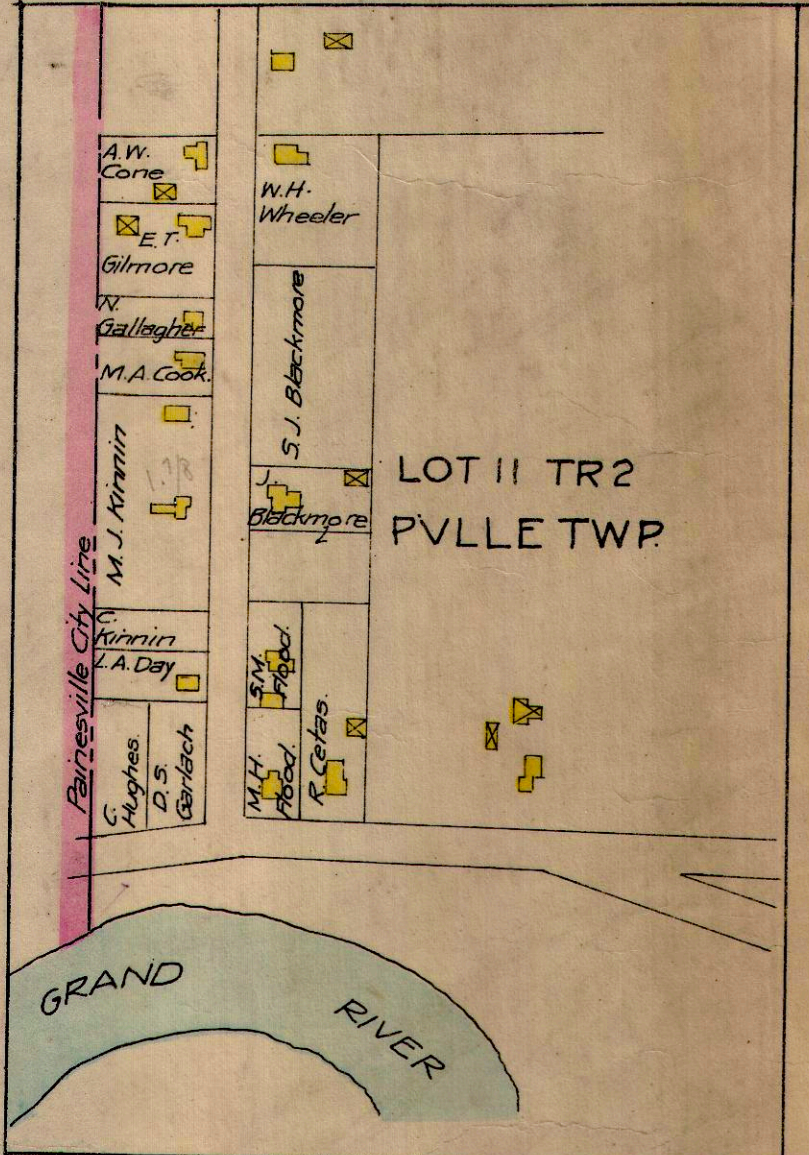 A.W.
Cone
E.T.
Gilmore
N.
Gallagher
M.A. Cook.
M.J. Kinnin
C.
Kinnin
L.A. Day
C.
Hughes.
D.S.
Garlach
Painesville City Line
W.H.
Wheeler
S.J. Blackmore
J.
Blackmore
S.M.
Flood.
M.H.
Flood.
R. Cetas.
LOT 11 TR 2
PVLLE TWP.
GRAND
RIVER